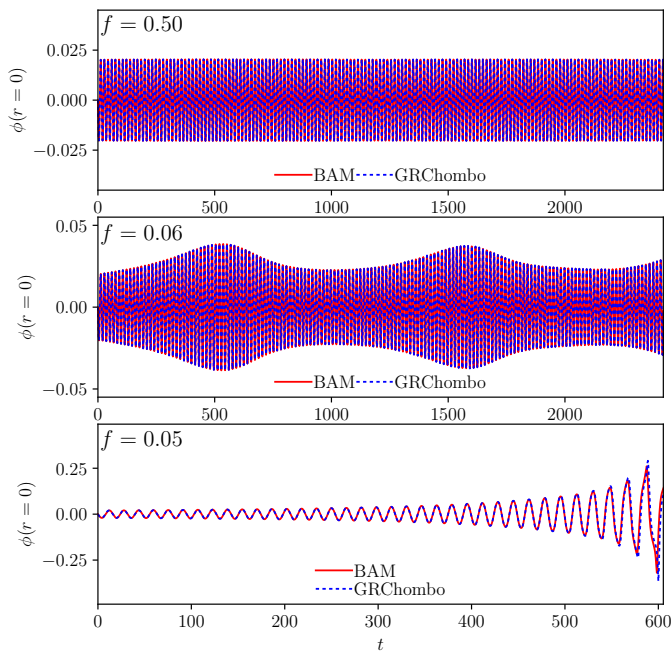 f = 0.50
0.025
0.000
−0.025
ϕ(r = 0)
BAM GRChombo
0 500 1000 1500 2000
f = 0.06
0.05
0.00
−0.05
ϕ(r = 0)
BAM GRChombo
0 500 1000 1500 2000
f = 0.05
0.25
0.00
−0.25
ϕ(r = 0)
BAM
GRChombo
0 100 200 300 400 500 600
t